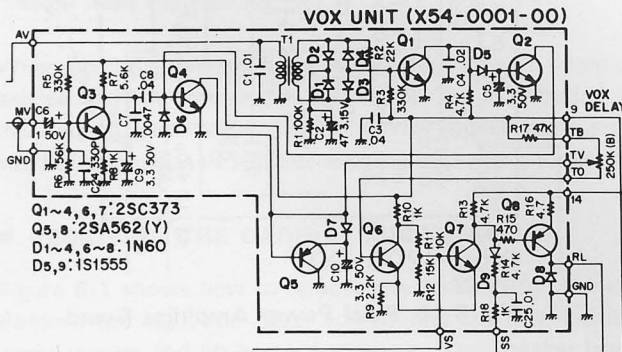 VOX UNIT (X54-0001-00)
AV
T1
D2
D4
R2
22K
Q1
C4 .02
D5
Q2
C1 .01
R5
330K
R7
5.6K
C8
.04
Q4
Q3
D1
D3
R3
330K
R4
4.7K
.04
C5
3.3
50V
VOX
DELAY
MV
C6
1 50V
C7
.0047
D6
R1 100K
C2
47 3.15V
C3
.04
9
R17 47K
TB
TV
TO
250K(B)
GND
R6
56K
C24 330P
R8 1K
C9
3.3 50V
Q1~4,6,7:2SC373
Q5,8:2SA562(Y)
D1~4,6~8:1N60
D5,9:1S1555
D7
Q5
C10
3.3 50V
Q6
R9 2.2K
R10
1K
R11
10K
R12 15K
Q7
R13
4.7K
R15
470
Q8
R16
4.7
14
D9
R14
4.7K
R18
1K
C25 .01
D8
RL
GND
VS
SS